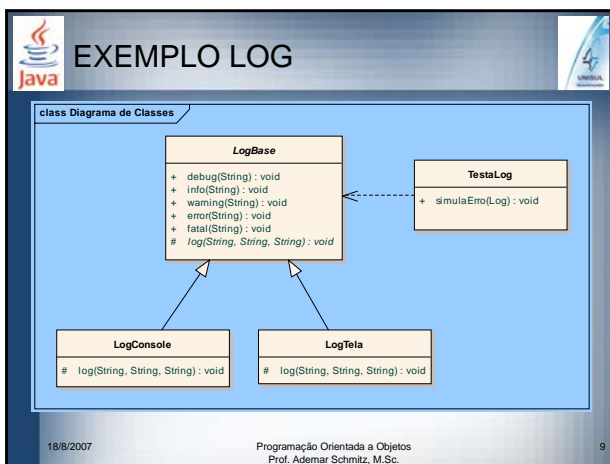 Java
EXEMPLO LOG
UNISUL
class Diagrama de Classes
LogBase
+ debug(String) : void
+ info(String) : void
+ warning(String) : void
+ error(String) : void
+ fatal(String) : void
# log(String, String, String) : void
TestaLog
+ simulaErro(Log) : void
LogConsole
# log(String, String, String) : void
LogTela
# log(String, String, String) : void
18/8/2007
Programação Orientada a Objetos
Prof. Ademar Schmitz, M.Sc.
9